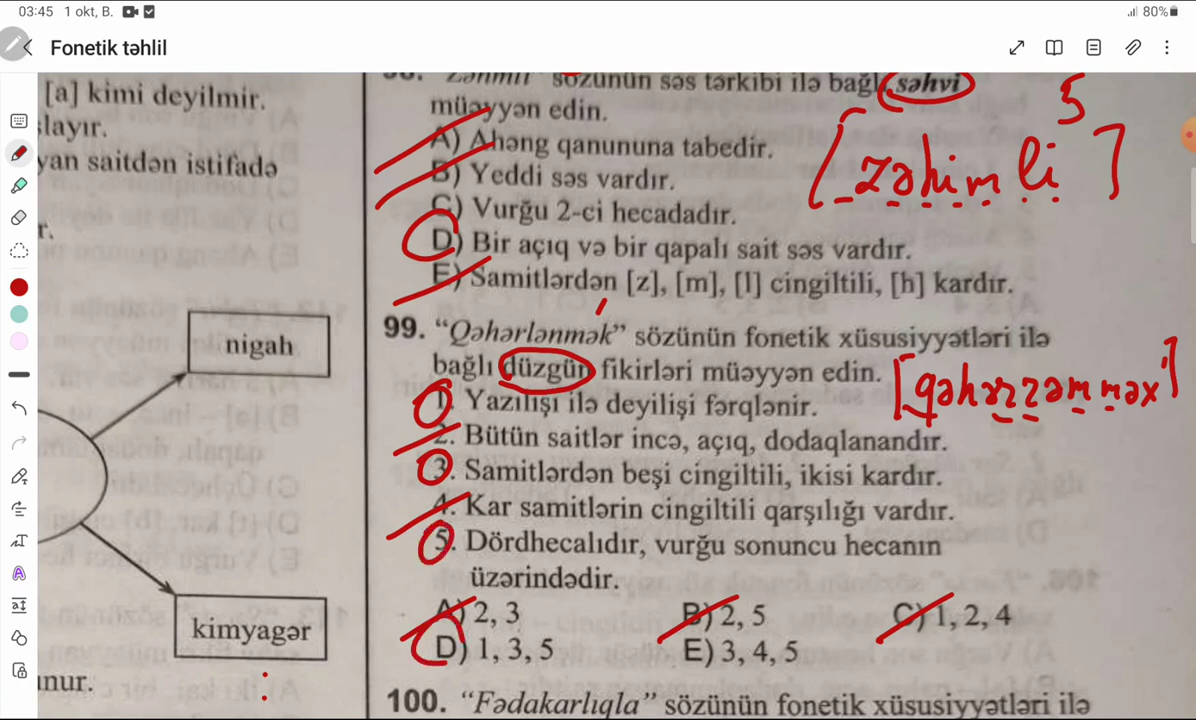 03:45 1 okt, B. 80%
Fonetik təhlil
[a] kimi deyilmir.
şlayır.
yan saitdən istifadə
r.
nigah
kimyagər
nur.
sözünün səs tərkibi ilə bağlı səhvi
müəyyən edin.
A) Ahəng qanununa tabedir.
B) Yeddi səs vardır.
C) Vurğu 2-ci hecadadır.
D) Bir açıq və bir qapalı sait səs vardır.
E) Samitlərdən [z], [m], [l] cingiltili, [h] kardır.
5
[zəhimli]
99. “Qəhərlənmək” sözünün fonetik xüsusiyyətləri ilə
bağlı düzgün fikirləri müəyyən edin.
[qəhərrəmməx']
1. Yazılışı ilə deyilişi fərqlənir.
2. Bütün saitlər incə, açıq, dodaqlanandır.
3. Samitlərdən beşi cingiltili, ikisi kardır.
4. Kar samitlərin cingiltili qarşılığı vardır.
5. Dördhecalıdır, vurğu sonuncu hecanın
üzərindədir.
A) 2, 3 B) 2, 5 C) 1, 2, 4
D) 1, 3, 5 E) 3, 4, 5
100. “Fədakarlıqla” sözünün fonetik xüsusiyyətləri ilə